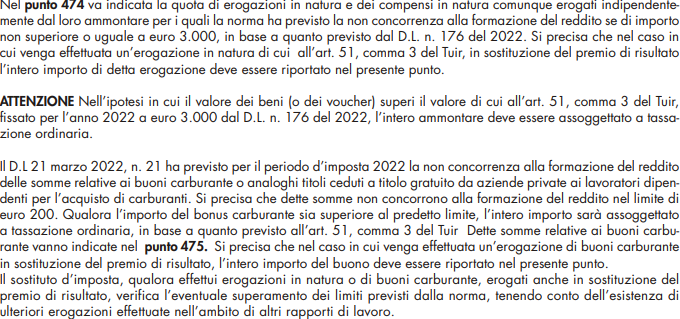 Nel punto 474 va indicata la quota di erogazioni in natura e dei compensi in natura comunque erogati indipendente-
mente dal loro ammontare per i quali la norma ha previsto la non concorrenza alla formazione del reddito se di importo
non superiore o uguale a euro 3.000, in base a quanto previsto dal D.L. n. 176 del 2022. Si precisa che nel caso in
cui venga effettuata un'erogazione in natura di cui all'art. 51, comma 3 del Tuir, in sostituzione del premio di risultato
l'intero importo di detta erogazione deve essere riportato nel presente punto.
ATTENZIONE Nell'ipotesi in cui il valore dei beni (o dei voucher) superi il valore di cui all'art. 51, comma 3 del Tuir,
fissato per l'anno 2022 a euro 3.000 dal D.L. n. 176 del 2022, l'intero ammontare deve essere assoggettato a tassa-
zione ordinaria.
Il D.L 21 marzo 2022, n. 21 ha previsto per il periodo d'imposta 2022 la non concorrenza alla formazione del reddito
delle somme relative ai buoni carburante o analoghi titoli ceduti a titolo gratuito da aziende private ai lavoratori dipen-
denti per l'acquisto di carburanti. Si precisa che dette somme non concorrono alla formazione del reddito nel limite di
euro 200. Qualora l'importo del bonus carburante sia superiore al predetto limite, l'intero importo sarà assoggettato
a tassazione ordinaria, in base a quanto previsto all'art. 51, comma 3 del Tuir Dette somme relative ai buoni carbu-
rante vanno indicate nel punto 475. Si precisa che nel caso in cui venga effettuata un'erogazione di buoni carburante
in sostituzione del premio di risultato, l'intero importo del buono deve essere riportato nel presente punto.
Il sostituto d'imposta, qualora effettui erogazioni in natura o di buoni carburante, erogati anche in sostituzione del
premio di risultato, verifica l'eventuale superamento dei limiti previsti dalla norma, tenendo conto dell'esistenza di
ulteriori erogazioni effettuate nell'ambito di altri rapporti di lavoro.